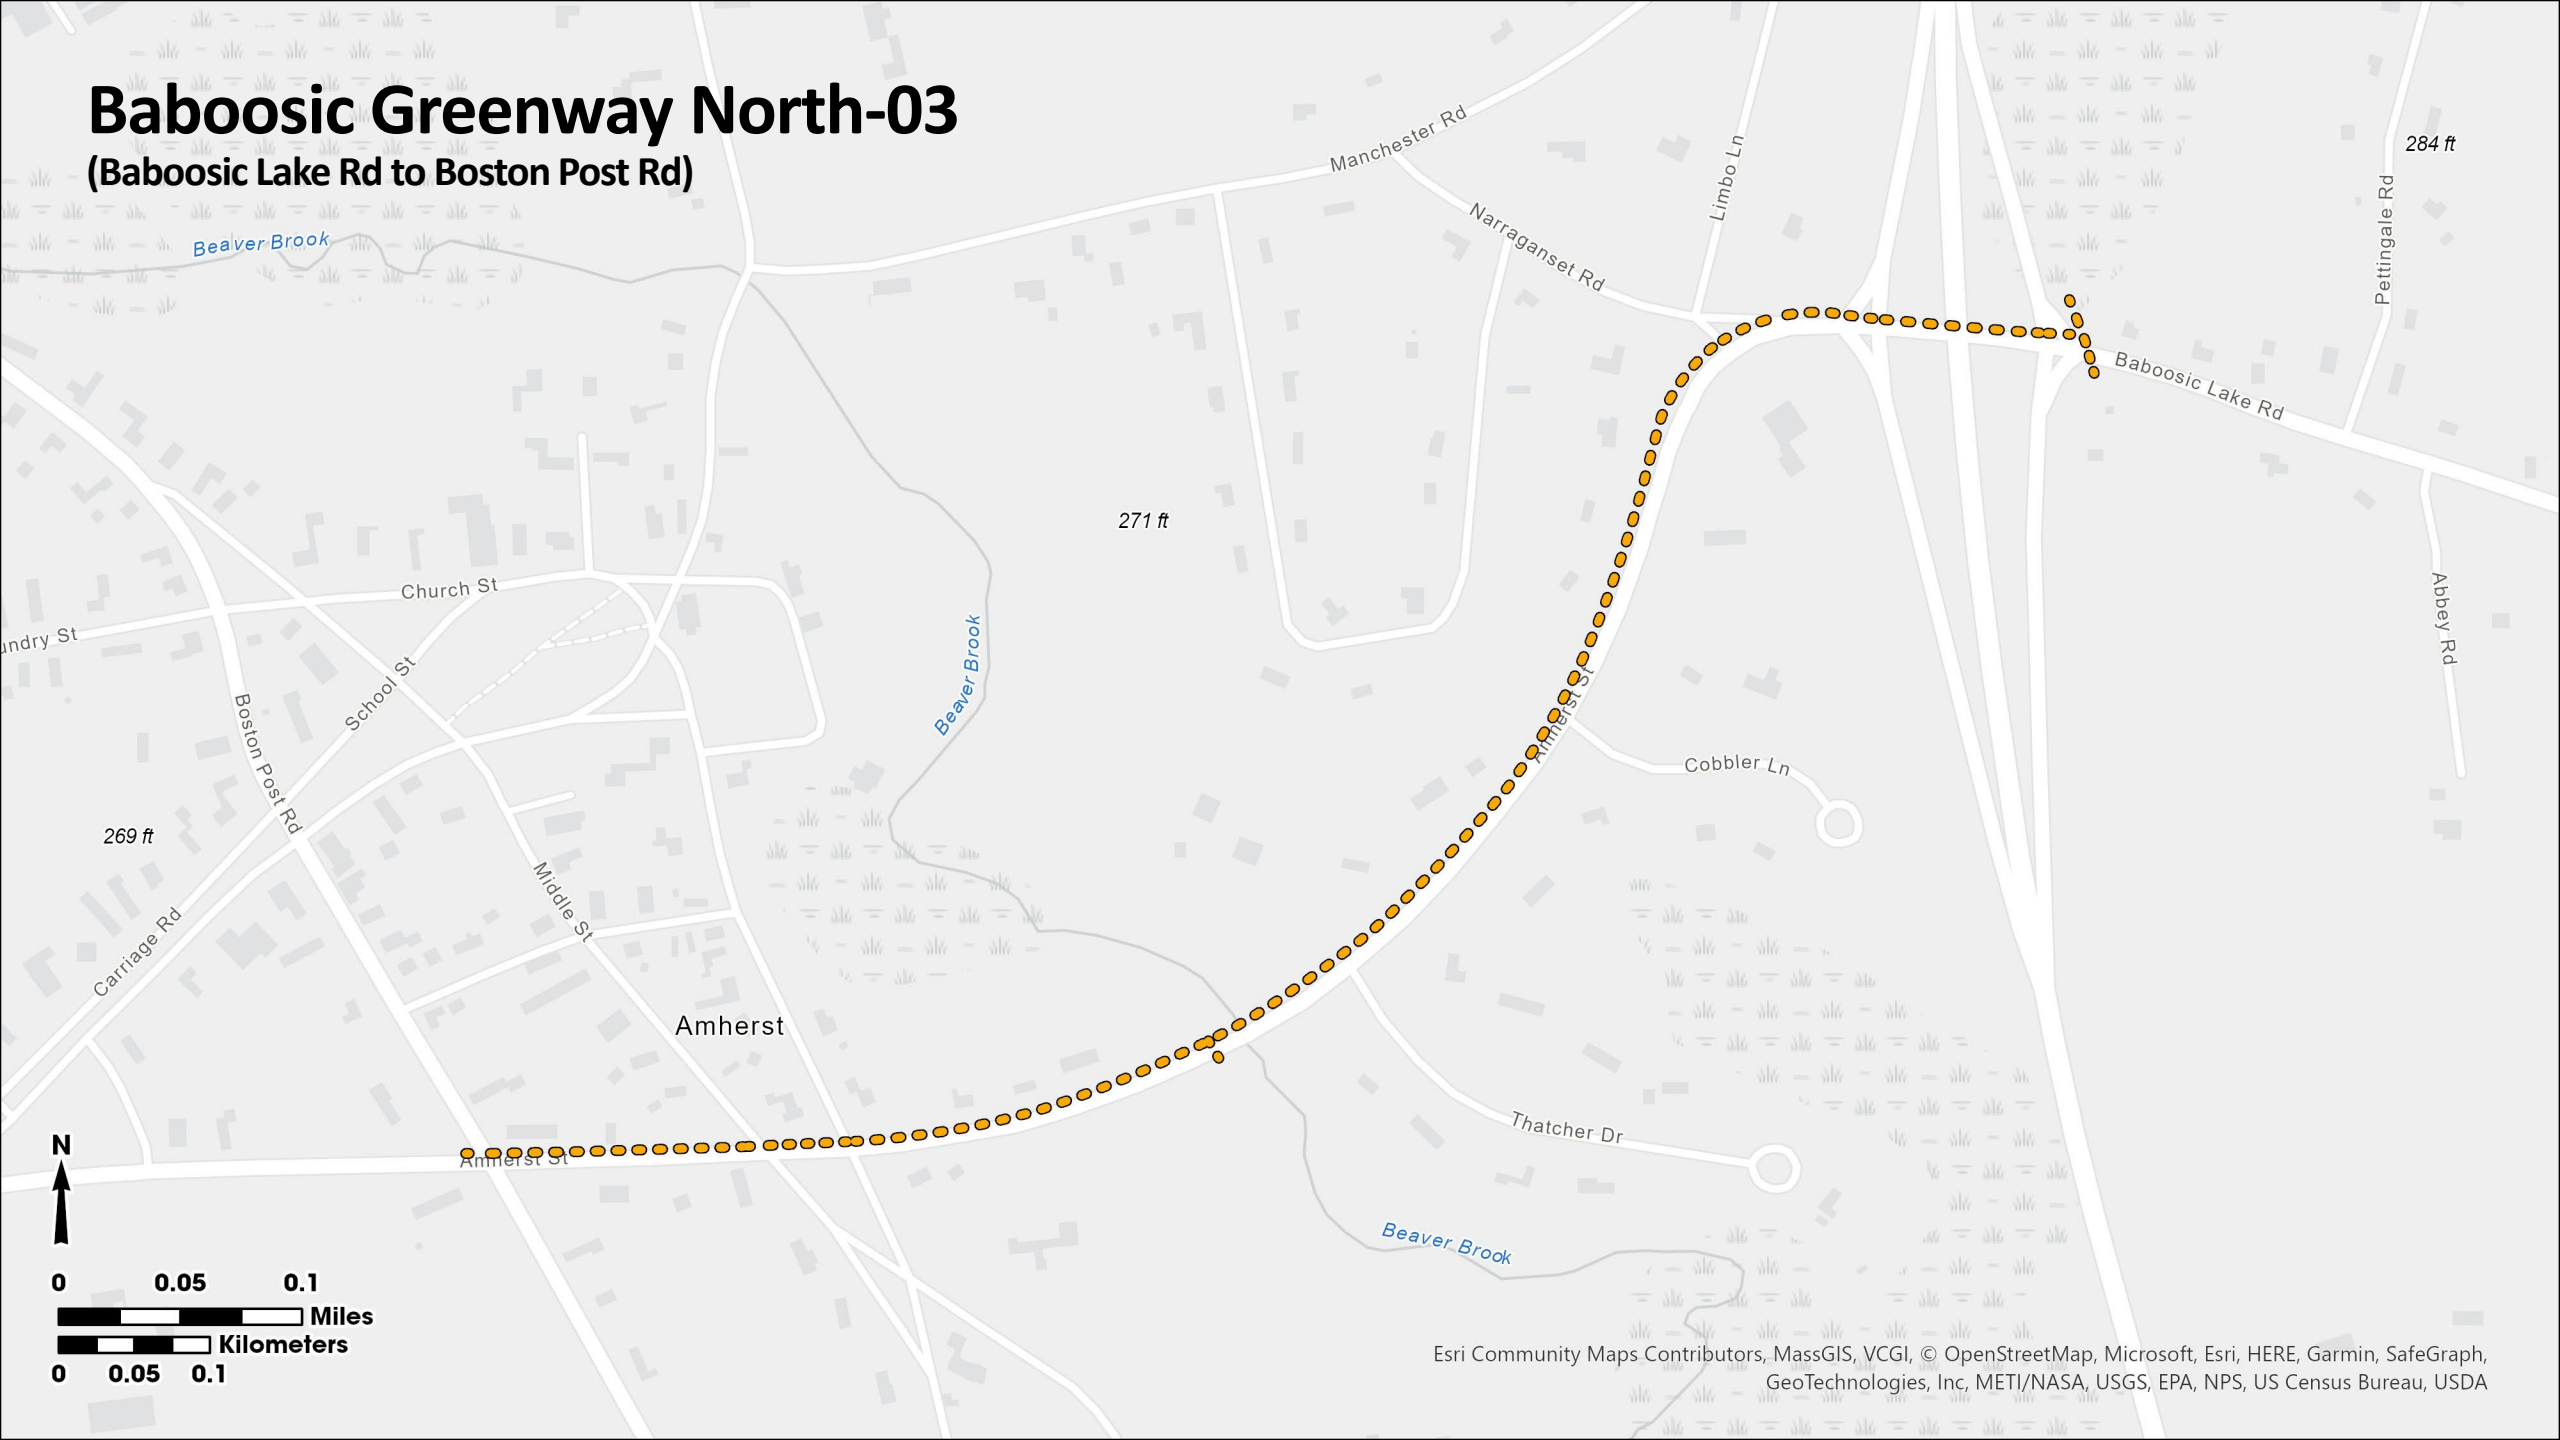 Baboosic Greenway North-03
(Baboosic Lake Rd to Boston Post Rd)
Manchester Rd
Limbo Ln
284 ft
Pettingale Rd
Narraganset Rd
Beaver Brook
Baboosic Lake Rd
271 ft
Church St
undry St
School St
Boston Post Rd
Beaver Brook
Amherst St
Abbey Rd
Cobbler Ln
269 ft
Middle St
Carriage Rd
Amherst
Thatcher Dr
N
Amherst St
Beaver Brook
0 0.05 0.1
Miles
Kilometers
0 0.05 0.1
Esri Community Maps Contributors, MassGIS, VCGI, © OpenStreetMap, Microsoft, Esri, HERE, Garmin, SafeGraph,
GeoTechnologies, Inc, METI/NASA, USGS, EPA, NPS, US Census Bureau, USDA